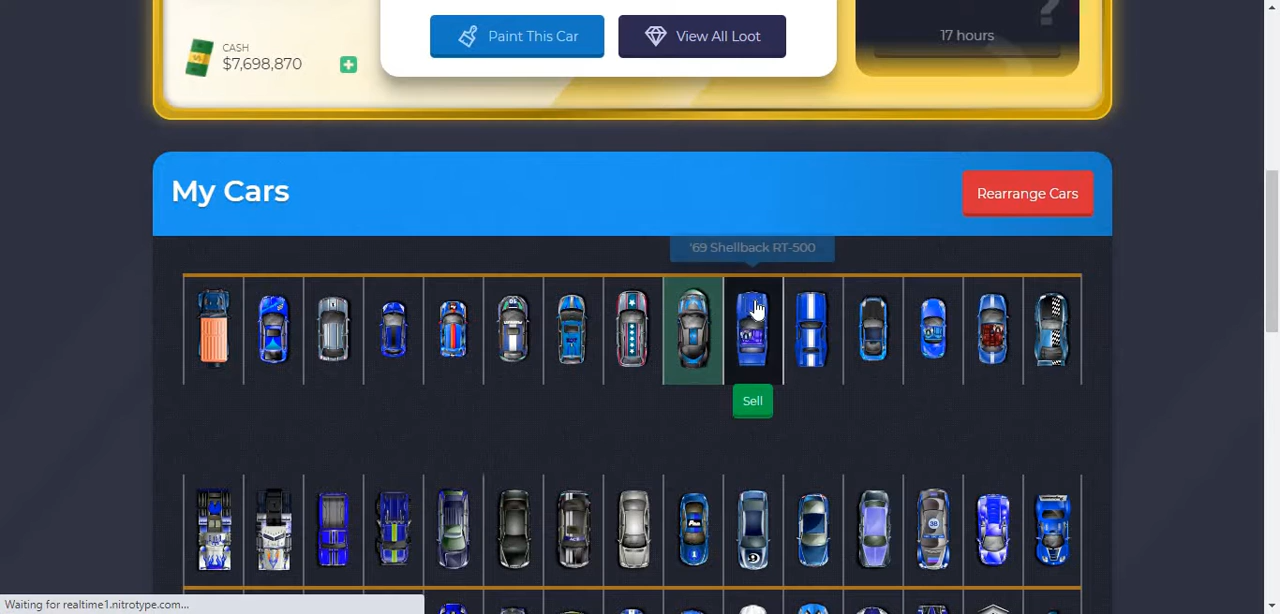 Paint This Car
View All Loot
17 hours
CASH
$7,698,870
My Cars
Rearrange Cars
'69 Shellback RT-500
Sell
Waiting for realtime1.nitrotype.com...